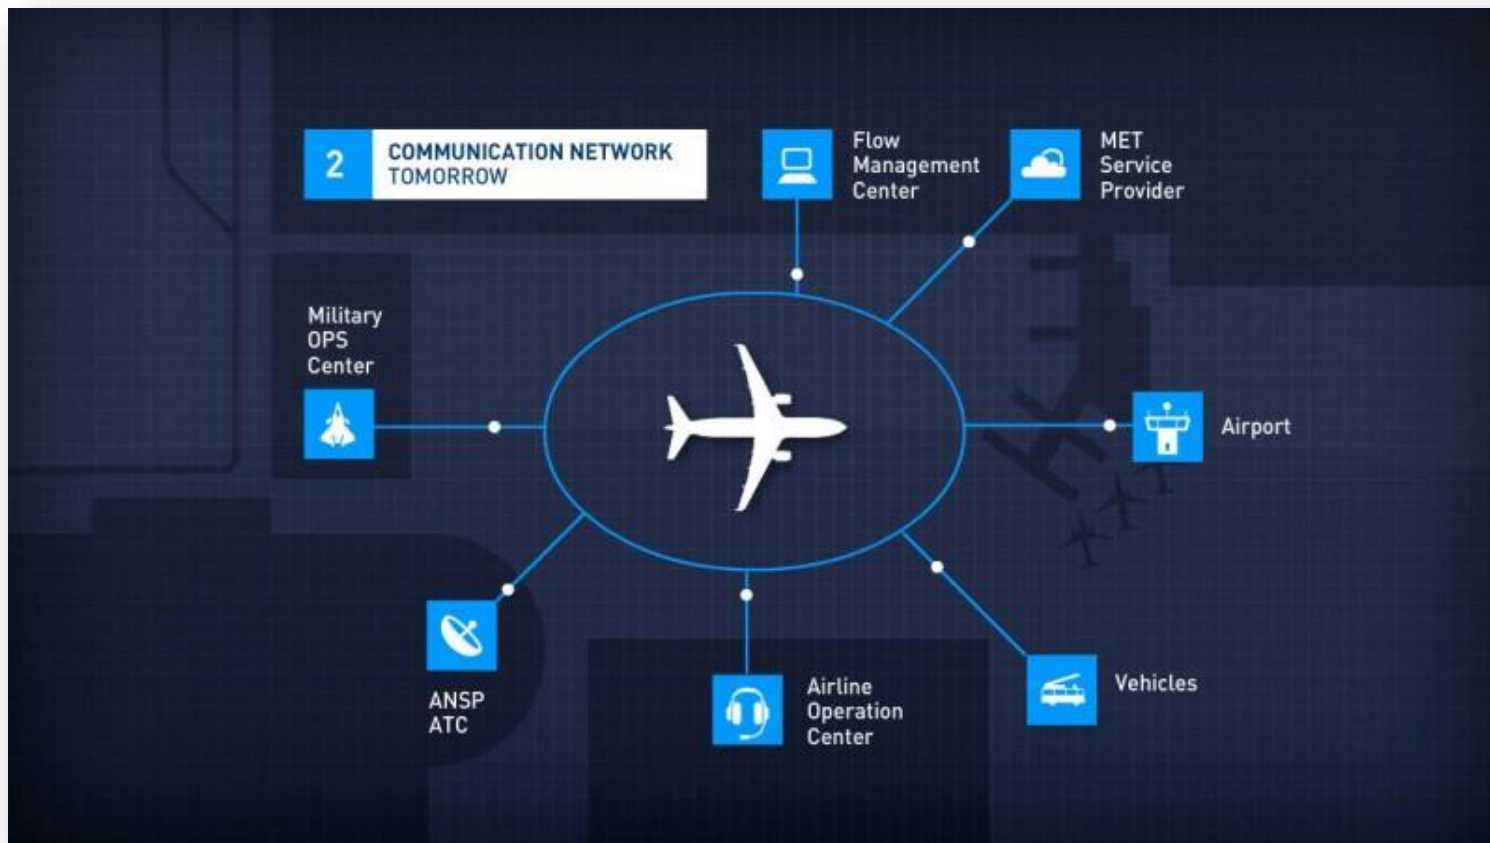 2
COMMUNICATION NETWORK
TOMORROW
Flow
Management
Center
MET
Service
Provider
Military
OPS
Center
Airport
ANSP
ATC
Airline
Operation
Center
Vehicles